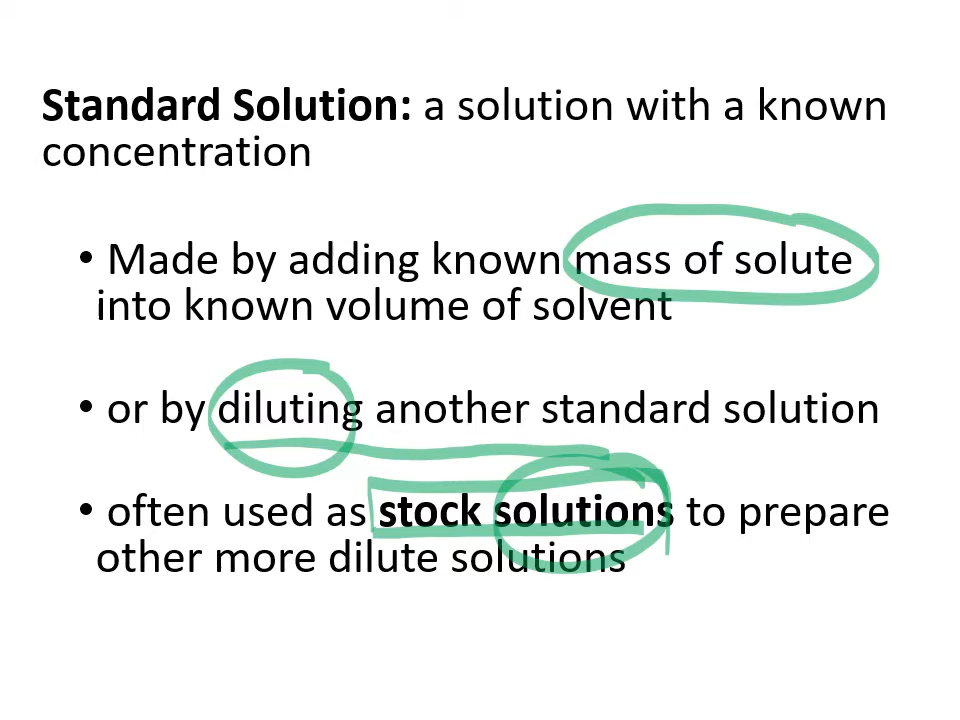 Standard Solution: a solution with a known
concentration
• Made by adding known mass of solute
into known volume of solvent
• or by diluting another standard solution
• often used as stock solutions to prepare
other more dilute solutions